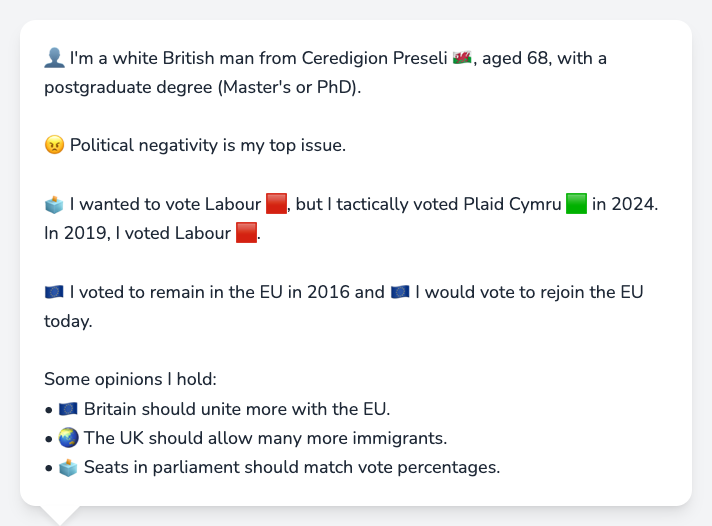 👤 I'm a white British man from Ceredigion Preseli 🏴󠁧󠁢󠁷󠁬󠁳󠁿, aged 68, with a
postgraduate degree (Master's or PhD).
😠 Political negativity is my top issue.
🗳️ I wanted to vote Labour 🟥, but I tactically voted Plaid Cymru 🟩 in 2024.
In 2019, I voted Labour 🟥.
🇪🇺 I voted to remain in the EU in 2016 and 🇪🇺 I would vote to rejoin the EU
today.
Some opinions I hold:
• 🇪🇺 Britain should unite more with the EU.
• 🌏 The UK should allow many more immigrants.
• 🗳️ Seats in parliament should match vote percentages.